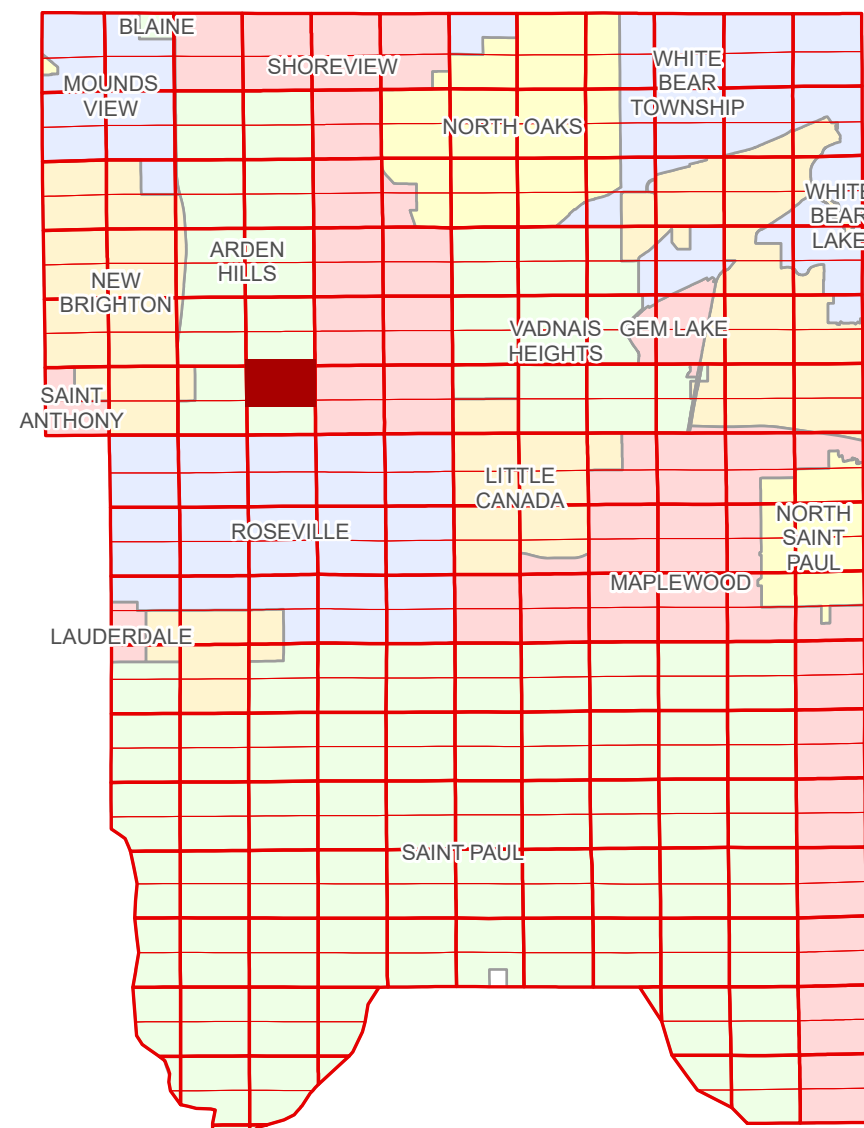 BLAINE
SHOREVIEW
WHITE
BEAR
TOWNSHIP
MOUNDS
VIEW
NORTH OAKS
WHITE
BEAR
LAKE
ARDEN
HILLS
NEW
BRIGHTON
VADNAIS
HEIGHTS
GEM LAKE
SAINT
ANTHONY
LITTLE
CANADA
NORTH
SAINT
PAUL
ROSEVILLE
MAPLEWOOD
LAUDERDALE
SAINT PAUL